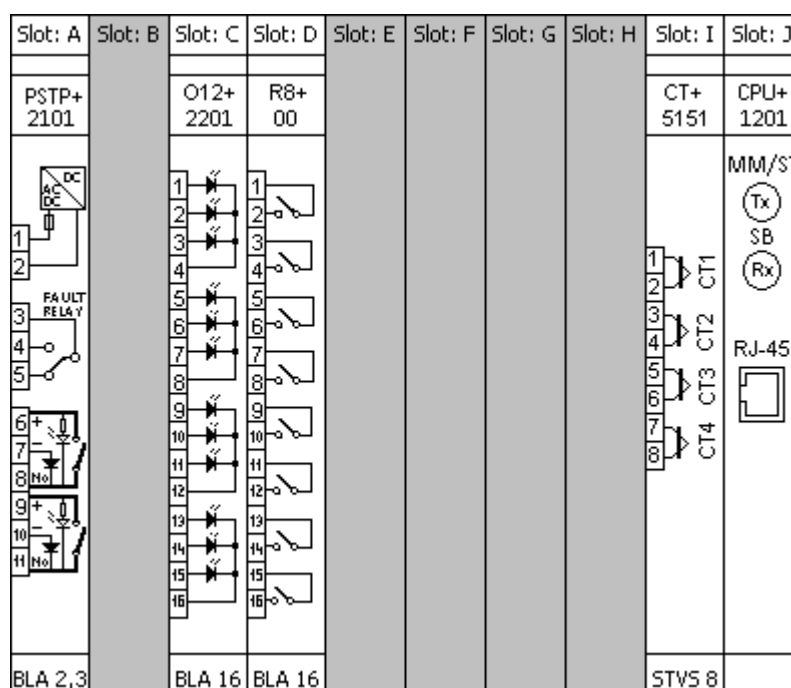 Slot: A Slot: B Slot: C Slot: D Slot: E Slot: F Slot: G Slot: H Slot: I Slot: J
PSTP+ O12+ R8+ CT+ CPU+
2101 2201 00 5151 1201
AC DC
DC
1
2
FAULT
RELAY
3
4
5
6 +
7 -
8 No
9 +
10 -
11 No
1
2
3
4
5
6
7
8
9
10
11
12
13
14
15
16
1
2
3
4
5
6
7
8
9
10
11
12
13
14
15
16
1
2
CT1
3
4
CT2
5
6
CT3
7
8
CT4
MM/ST
Tx
SB
Rx
RJ-45
BLA 2,3 BLA 16 BLA 16 STVS 8